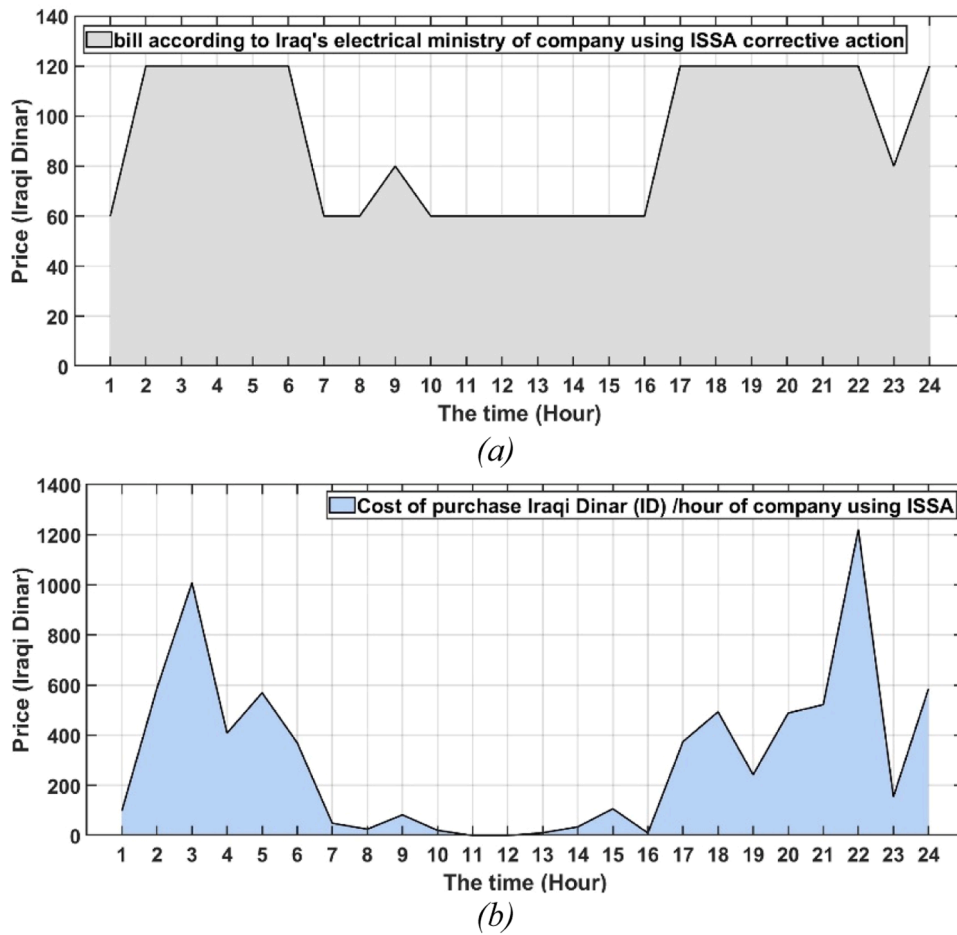 140
bill according to Iraq's electrical ministry of company using ISSA corrective action
120
100
80
60
40
20
0
Price (Iraqi Dinar)
1 2 3 4 5 6 7 8 9 10 11 12 13 14 15 16 17 18 19 20 21 22 23 24
The time (Hour)
(a)
1400
Cost of purchase Iraqi Dinar (ID) /hour of company using ISSA
1200
1000
800
600
400
200
0
Price (Iraqi Dinar)
1 2 3 4 5 6 7 8 9 10 11 12 13 14 15 16 17 18 19 20 21 22 23 24
The time (Hour)
(b)